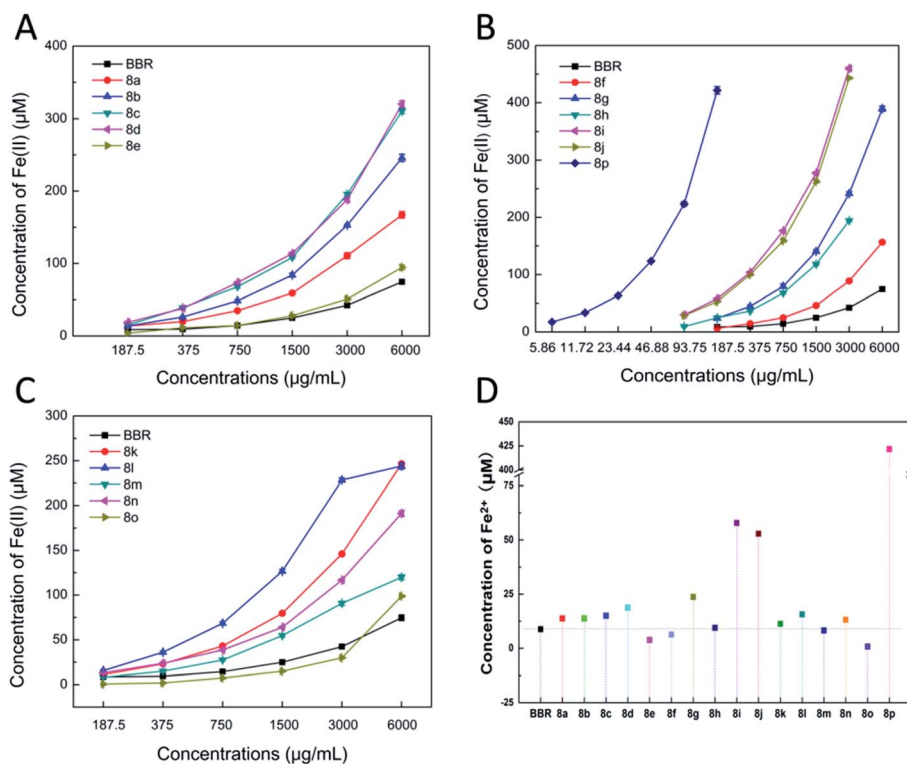 A
400
300
200
100
0
Concentration of Fe(II) (μM)
BBR
8a
8b
8c
8d
8e
187.5 375 750 1500 3000 6000
Concentrations (μg/mL)
B
500
400
300
200
100
0
Concentration of Fe(II) (μM)
BBR
8f
8g
8h
8i
8j
8p
5.86 11.72 23.44 46.88 93.75 187.5 375 750 1500 3000 6000
Concentrations (μg/mL)
C
300
250
200
150
100
50
0
Concentration of Fe(II) (μM)
BBR
8k
8l
8m
8n
8o
187.5 375 750 1500 3000 6000
Concentrations (μg/mL)
D
450
425
400
75
50
25
0
-25
Concentration of Fe²⁺ (μM)
BBR 8a 8b 8c 8d 8e 8f 8g 8h 8i 8j 8k 8l 8m 8n 8o 8p